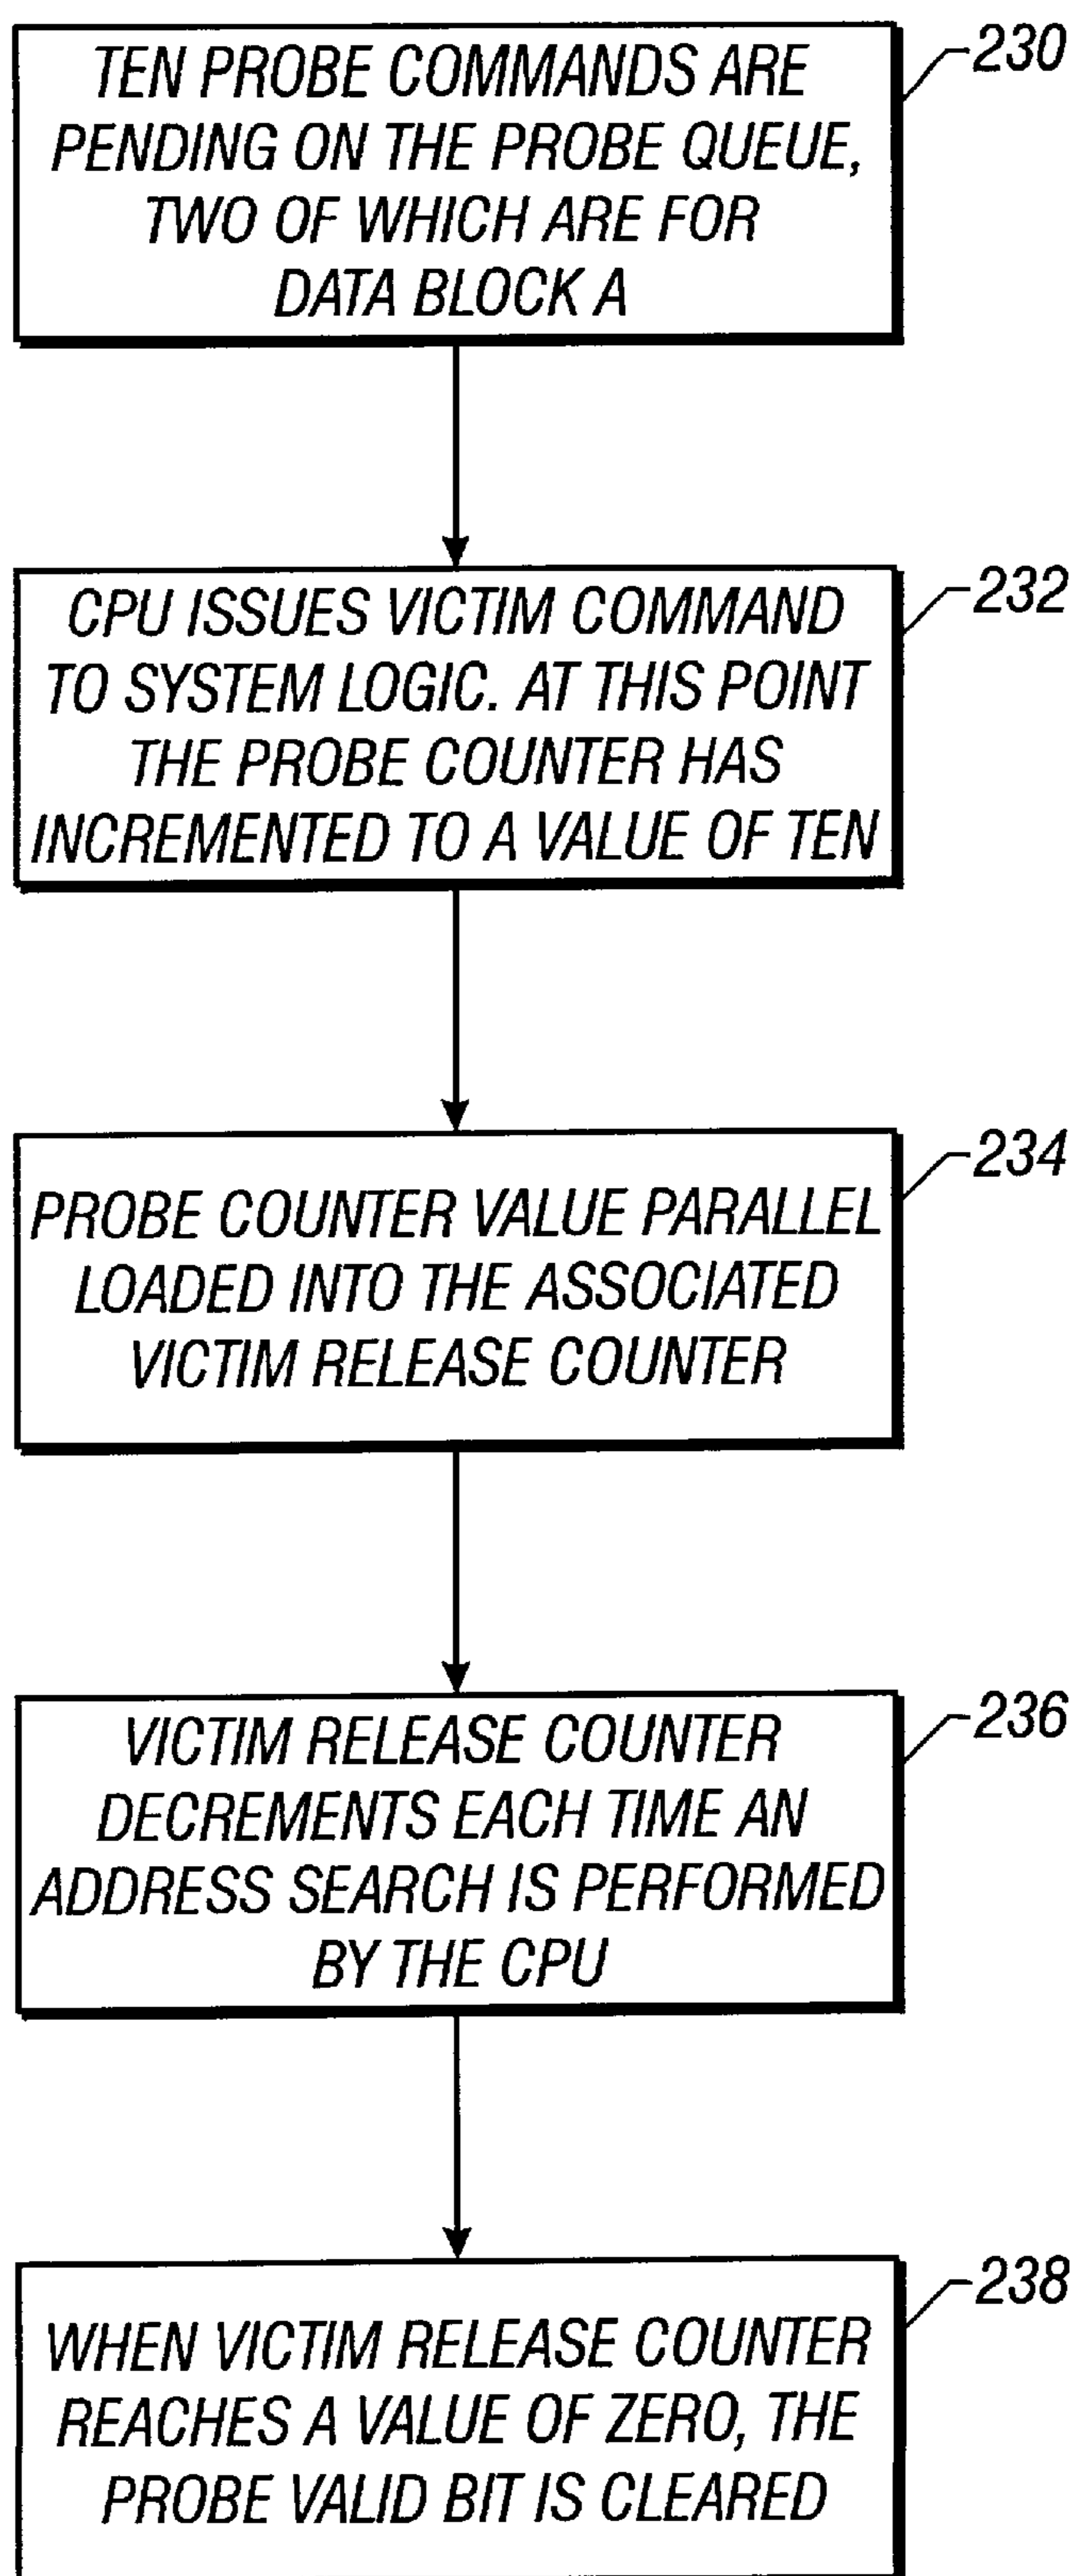 TEN PROBE COMMANDS ARE
PENDING ON THE PROBE QUEUE,
TWO OF WHICH ARE FOR
DATA BLOCK A
230
CPU ISSUES VICTIM COMMAND
TO SYSTEM LOGIC. AT THIS POINT
THE PROBE COUNTER HAS
INCREMENTED TO A VALUE OF TEN
232
PROBE COUNTER VALUE PARALLEL
LOADED INTO THE ASSOCIATED
VICTIM RELEASE COUNTER
234
VICTIM RELEASE COUNTER
DECREMENTS EACH TIME AN
ADDRESS SEARCH IS PERFORMED
BY THE CPU
236
WHEN VICTIM RELEASE COUNTER
REACHES A VALUE OF ZERO, THE
PROBE VALID BIT IS CLEARED
238